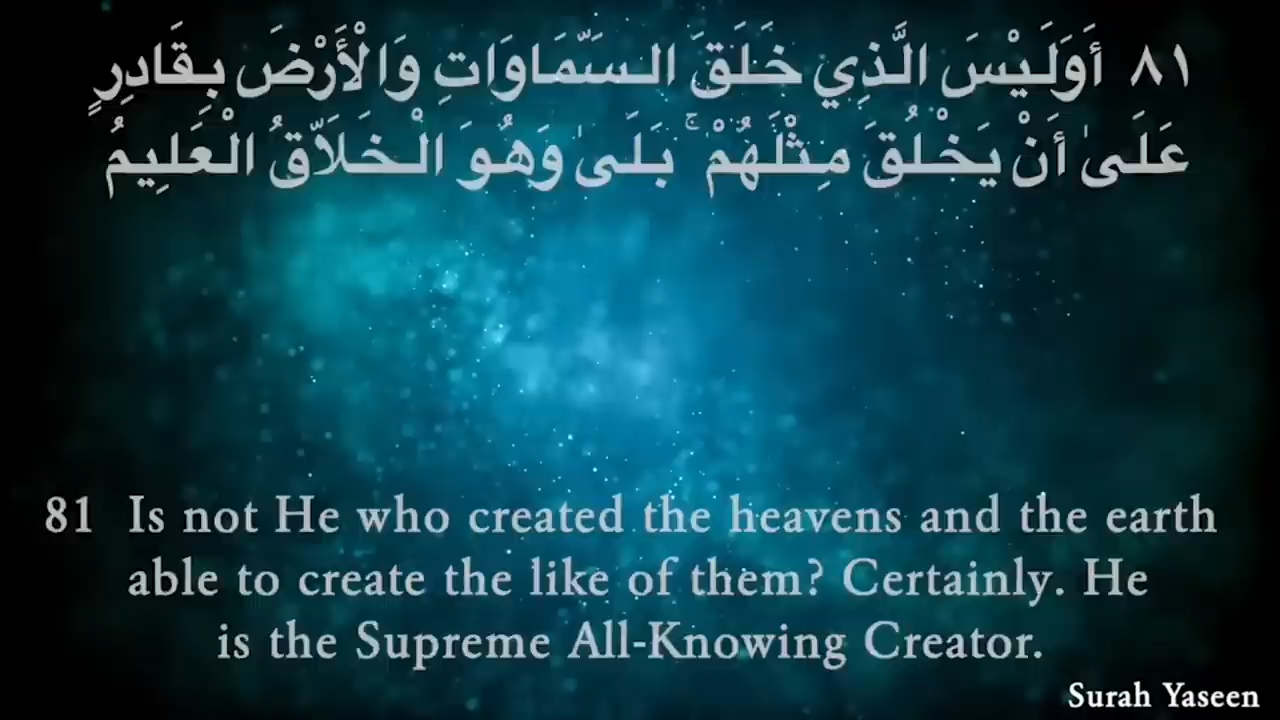 ٨١ أَوَلَيْسَ الَّذِي خَلَقَ السَّمَاوَاتِ وَالْأَرْضَ بِقَادِرٍ
عَلَىٰ أَنْ يَخْلُقَ مِثْلَهُمْ ۚ بَلَىٰ وَهُوَ الْخَلَّاقُ الْعَلِيمُ
81 Is not He who created the heavens and the earth
able to create the like of them? Certainly. He
is the Supreme All-Knowing Creator.
Surah Yaseen